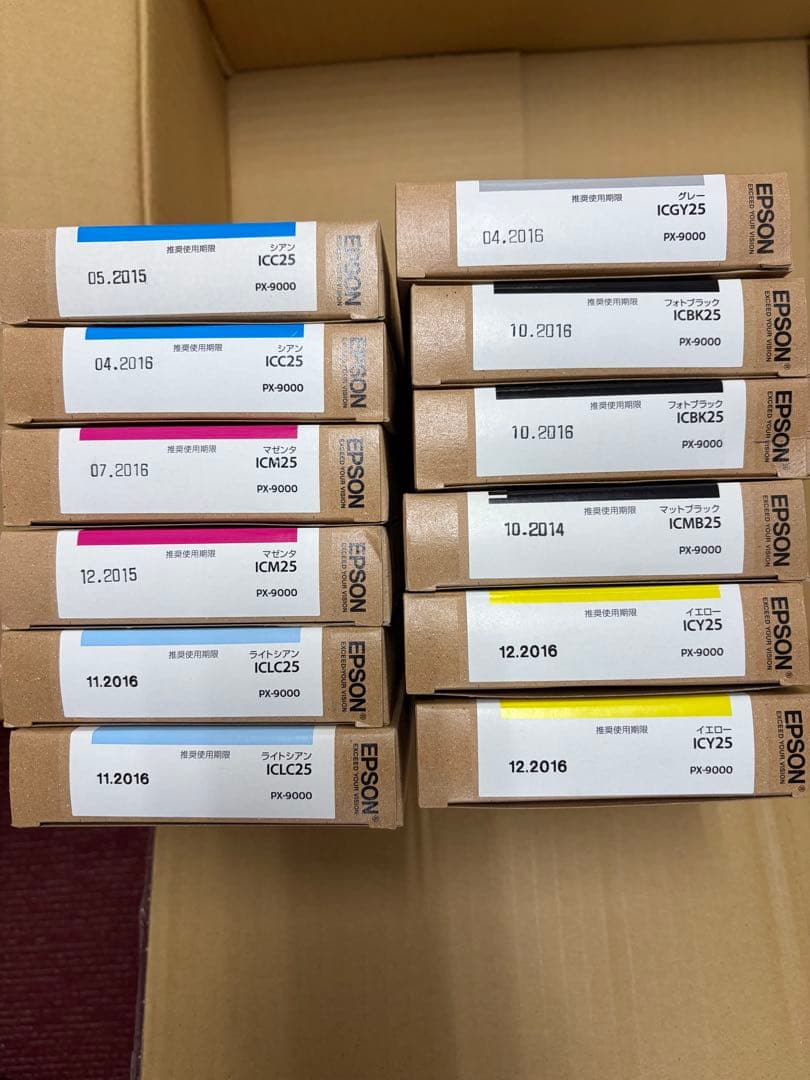 推奨使用期限
シアン
ICC25
05.2015
PX-9000
EPSON
EXCEED YOUR VISION
推奨使用期限
シアン
ICC25
04.2016
PX-9000
EPSON
EXCEED YOUR VISION
推奨使用期限
マゼンタ
ICM25
07.2016
PX-9000
EPSON
EXCEED YOUR VISION
推奨使用期限
マゼンタ
ICM25
12.2015
PX-9000
EPSON
EXCEED YOUR VISION
推奨使用期限
ライトシアン
ICLC25
11.2016
PX-9000
EPSON
EXCEED YOUR VISION
推奨使用期限
ライトシアン
ICLC25
11.2016
PX-9000
EPSON®
EXCEED YOUR VISION
推奨使用期限
グレー
ICGY25
04.2016
PX-9000
EPSON
EXCEED YOUR VISION
推奨使用期限
フォトブラック
ICBK25
10.2016
PX-9000
EPSON®
EXCEED YOUR VISION
推奨使用期限
フォトブラック
ICBK25
10.2016
PX-9000
EPSON®
EXCEED YOUR VISION
推奨使用期限
マットブラック
ICMB25
10.2014
PX-9000
EPSON®
EXCEED YOUR VISION
推奨使用期限
イエロー
ICY25
12.2016
PX-9000
EPSON®
EXCEED YOUR VISION
推奨使用期限
イエロー
ICY25
12.2016
PX-9000
EPSON®
EXCEED YOUR VISION